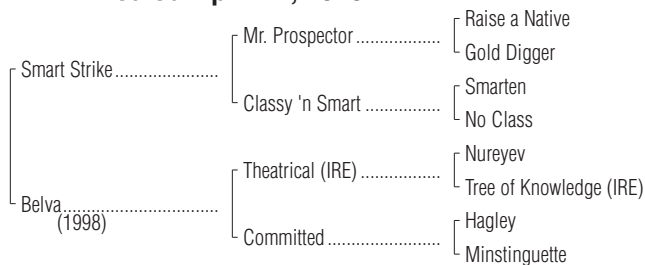 Raise a Native
Mr. Prospector
Gold Digger
Smart Strike
Smarten
Classy 'n Smart
No Class
Nureyev
Theatrical (IRE)
Tree of Knowledge (IRE)
Belva
(1998)
Hagley
Committed
Minstinguette